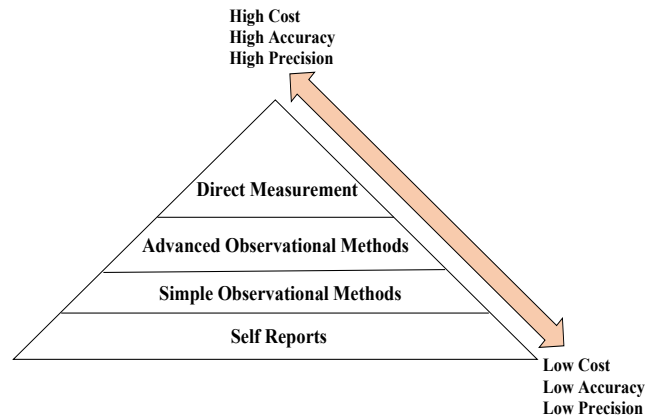 High Cost
High Accuracy
High Precision
Direct Measurement
Advanced Observational Methods
Simple Observational Methods
Self Reports
Low Cost
Low Accuracy
Low Precision